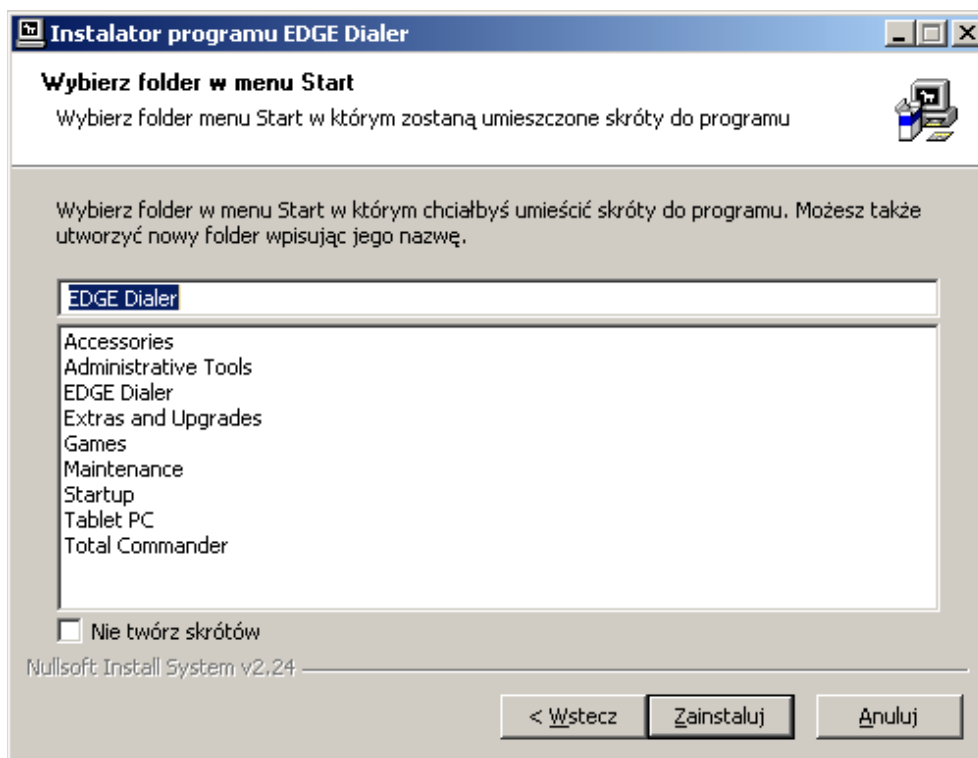 Instalator programu EDGE Dialer
Wybierz folder w menu Start
Wybierz folder menu Start w którym zostaną umieszczone skróty do programu
Wybierz folder w menu Start w którym chciałbyś umieścić skróty do programu. Możesz także
utworzyć nowy folder wpisując jego nazwę.
EDGE Dialer
Accessories
Administrative Tools
EDGE Dialer
Extras and Upgrades
Games
Maintenance
Startup
Tablet PC
Total Commander
Nie twórz skrótów
Nullsoft Install System v2.24
< Wstecz Zainstaluj Anuluj